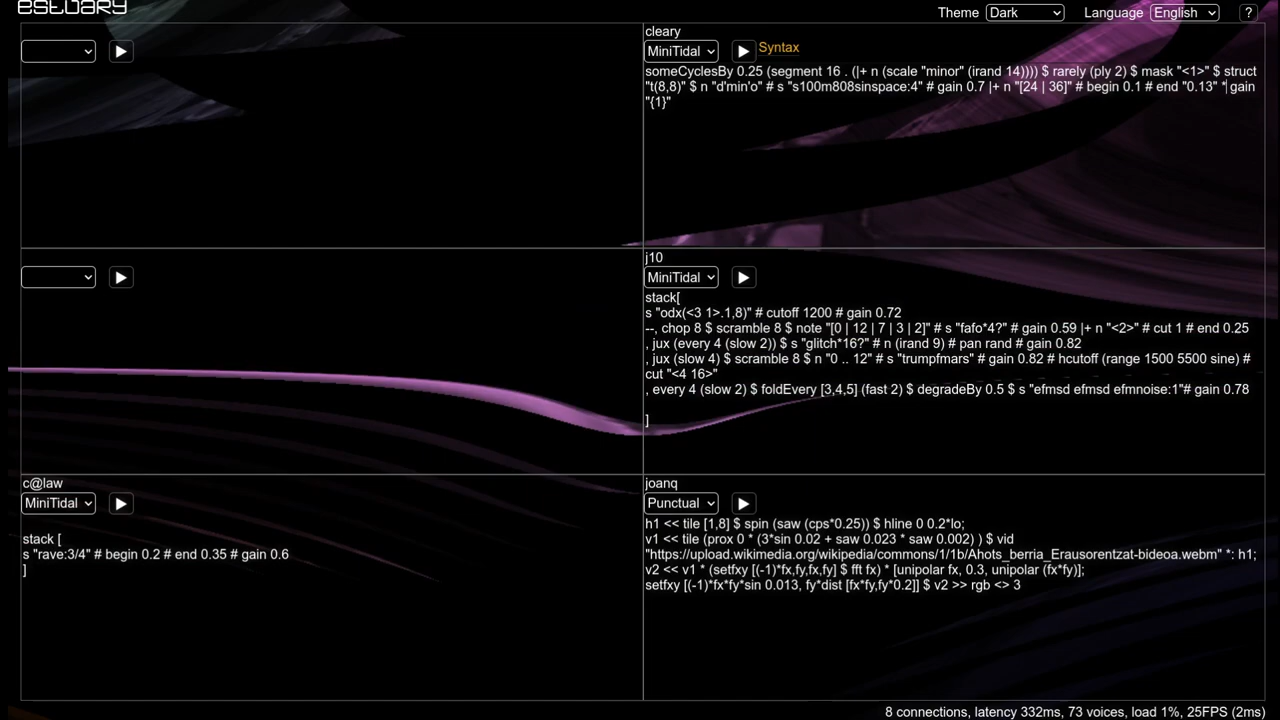 estuary
Theme Dark Language English ?
cleary
MiniTidal Syntax
someCyclesBy 0.25 (segment 16 . (|+ n (scale "minor" (irand 14)))) $ rarely (ply 2) $ mask "<1>" $ struct
"t(8,8)" $ n "d'min'o" # s "s100m808sinspace:4" # gain 0.7 |+ n "[24 | 36]" # begin 0.1 # end "0.13" *| gain
"{1}"
j10
MiniTidal
stack[
s "odx(<3 1>.1,8)" # cutoff 1200 # gain 0.72
--, chop 8 $ scramble 8 $ note "[0 | 12 | 7 | 3 | 2]" # s "fafo*4?" # gain 0.59 |+ n "<2>" # cut 1 # end 0.25
, jux (every 4 (slow 2)) $ s "glitch*16?" # n (irand 9) # pan rand # gain 0.82
, jux (slow 4) $ scramble 8 $ n "0 .. 12" # s "trumpfmars" # gain 0.82 # hcutoff (range 1500 5500 sine) #
cut "<4 16>"
, every 4 (slow 2) $ foldEvery [3,4,5] (fast 2) $ degradeBy 0.5 $ s "efmsd efmsd efmnoise:1"# gain 0.78
]
c@law
MiniTidal
stack [
s "rave:3/4" # begin 0.2 # end 0.35 # gain 0.6
]
joanq
Punctual
h1 << tile [1,8] $ spin (saw (cps*0.25)) $ hline 0 0.2*lo;
v1 << tile (prox 0 * (3*sin 0.02 + saw 0.023 * saw 0.002) ) $ vid
"https://upload.wikimedia.org/wikipedia/commons/1/1b/Ahots_berria_Erausorentzat-bideoa.webm" *: h1;
v2 << v1 * (setfxy [(-1)*fx,fy,fx,fy] $ fft fx) * [unipolar fx, 0.3, unipolar (fx*fy)];
setfxy [(-1)*fx*fy*sin 0.013, fy*dist [fx*fy,fy*0.2]] $ v2 >> rgb <> 3
8 connections, latency 332ms, 73 voices, load 1%, 25FPS (2ms)